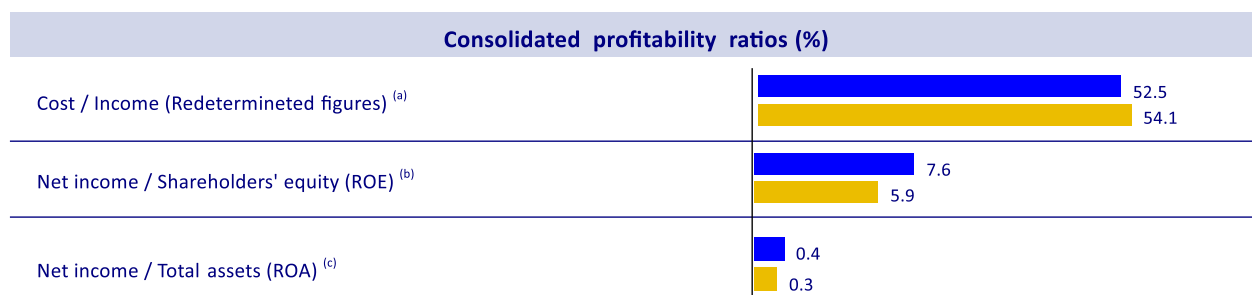 Consolidated profitability ratios (%)
Cost / Income (Redetermineted figures) (a)
52.5
54.1
Net income / Shareholders' equity (ROE) (b)
7.6
5.9
Net income / Total assets (ROA) (c)
0.4
0.3